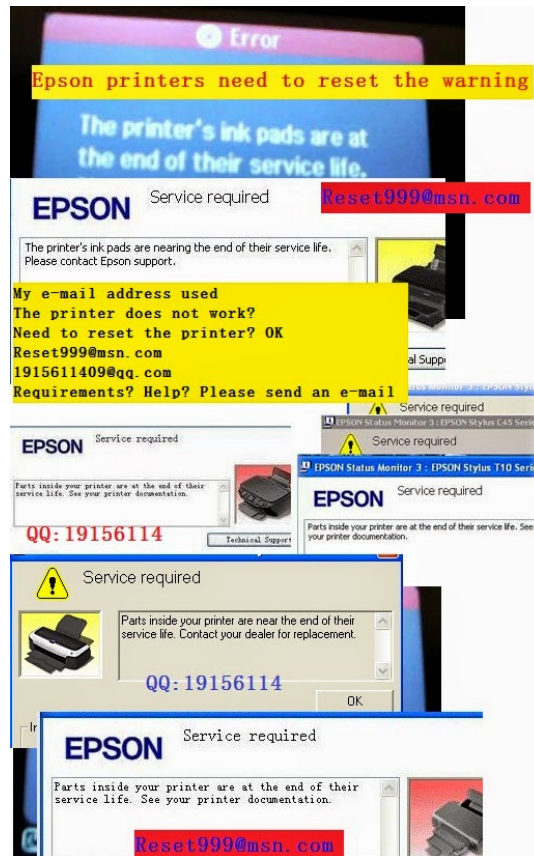 Error
Epson printers need to reset the warning
The printer's ink pads are at
the end of their service life.
EPSON
Service required
Reset999@msn.com
The printer's ink pads are nearing the end of their service life.
Please contact Epson support.
My e-mail address used
The printer does not work?
Need to reset the printer? OK
Reset999@msn.com
1915611409@qq.com
Requirements? Help? Please send an e-mail
al Supp
Service required
EPSON Status Monitor 3 : EPSON Stylus C45 Serie
Service required
EPSON Status Monitor 3 : EPSON Stylus T10 Serie
EPSON
Service required
Parts inside your printer are at the end of their
service life. See your printer documentation.
QQ:19156114
Technical Support
EPSON
Service required
Parts inside your printer are at the end of their service life. See
your printer documentation.
Service required
Parts inside your printer are near the end of their
service life. Contact your dealer for replacement.
QQ:19156114
OK
EPSON
Service required
Parts inside your printer are at the end of their
service life. See your printer documentation.
Reset999@msn.com